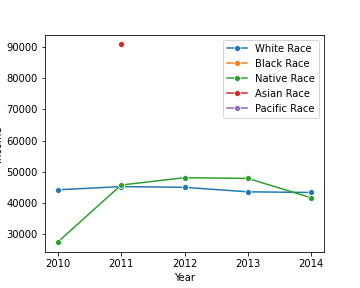 90000
80000
70000
60000
50000
40000
30000
2010
2011
2012
2013
2014
Year
White Race
Black Race
Native Race
Asian Race
Pacific Race